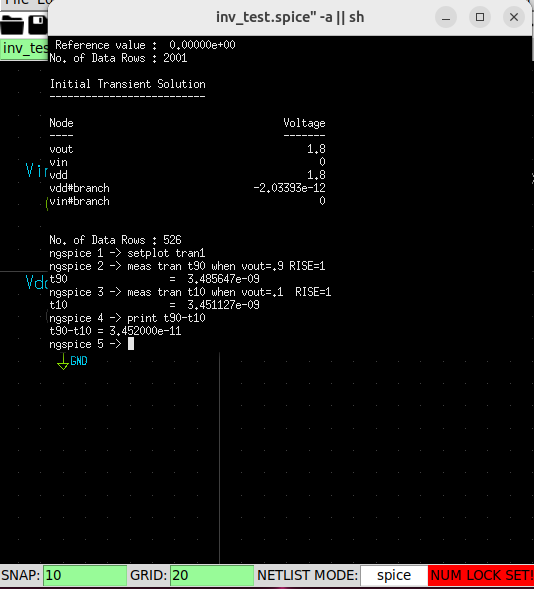 inv_test.spice" -a || sh
inv_tes
Reference value :  0.00000e+00
No. of Data Rows : 2001
Initial Transient Solution
--------------------------
Node                                   Voltage
----                                   -------
vout                                       1.8
vin                                          0
vdd                                        1.8
vdd#branch                        -2.03393e-12
vin#branch                                   0
No. of Data Rows : 526
ngspice 1 -> setplot tran1
ngspice 2 -> meas tran t90 when vout=.9 RISE=1
t90                 =  3.485647e-09
ngspice 3 -> meas tran t10 when vout=.1  RISE=1
t10                 =  3.451127e-09
ngspice 4 -> print t90-t10
t90-t10 = 3.452000e-11
ngspice 5 ->
GND
SNAP: 10 GRID: 20 NETLIST MODE: spice NUM LOCK SET!